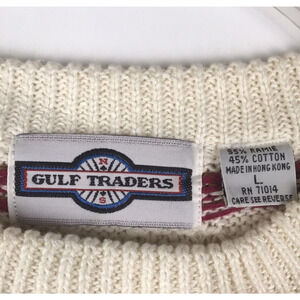 N
GULF TRADERS
S
55% RAMIE
45% COTTON
MADE IN HONG KONG
L
RN 71014
CARE SEE REVERSE